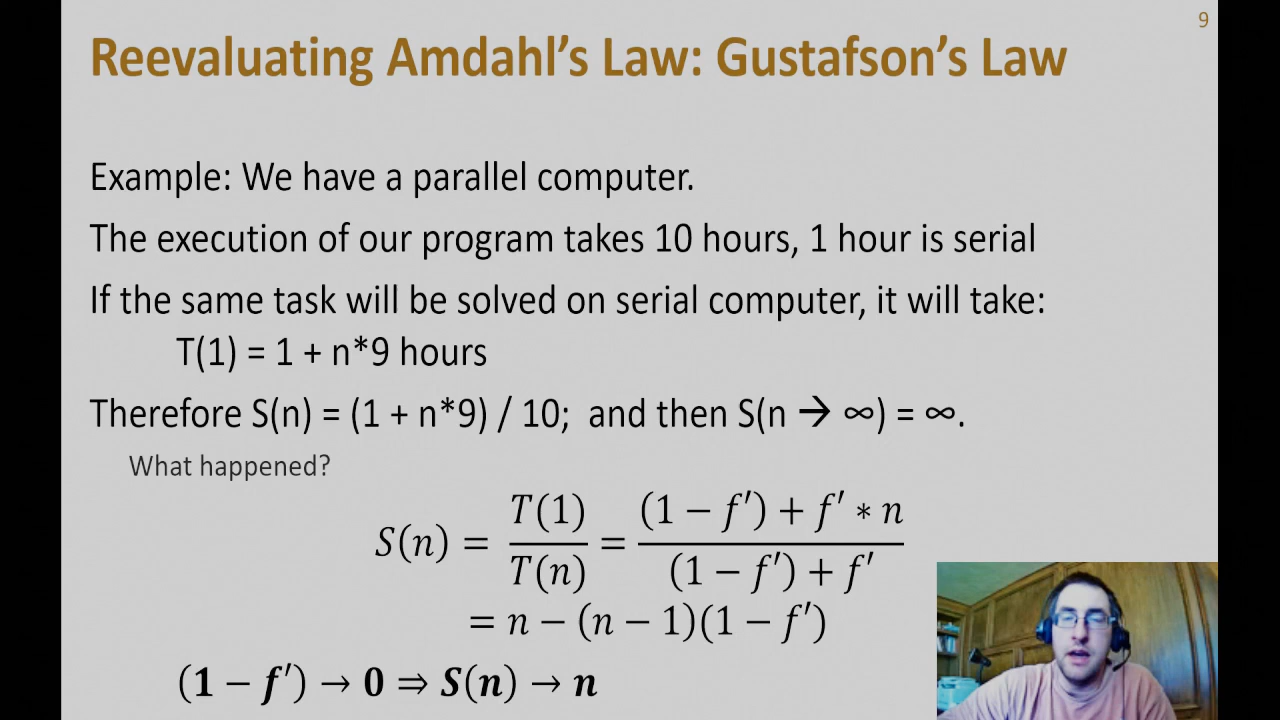 9
Reevaluating Amdahl's Law: Gustafson's Law
Example: We have a parallel computer.
The execution of our program takes 10 hours, 1 hour is serial
If the same task will be solved on serial computer, it will take:
T(1) = 1 + n*9 hours
Therefore S(n) = (1 + n*9) / 10;  and then S(n → ∞) = ∞.
What happened?
S(n) = T(1) / T(n) = (1 − f′) + f′ ∗ n / (1 − f′) + f′
= n − (n − 1)(1 − f′)
(1 − f′) → 0 ⇒ S(n) → n